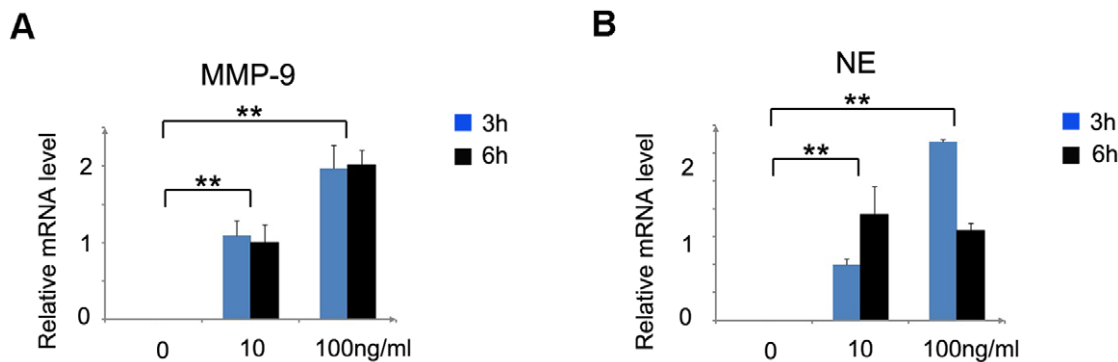 A
MMP-9
**
**
3h
6h
Relative mRNA level
2
1
0
0 10 100ng/ml
B
NE
**
**
3h
6h
Relative mRNA level
2
1
0
0 10 100ng/ml